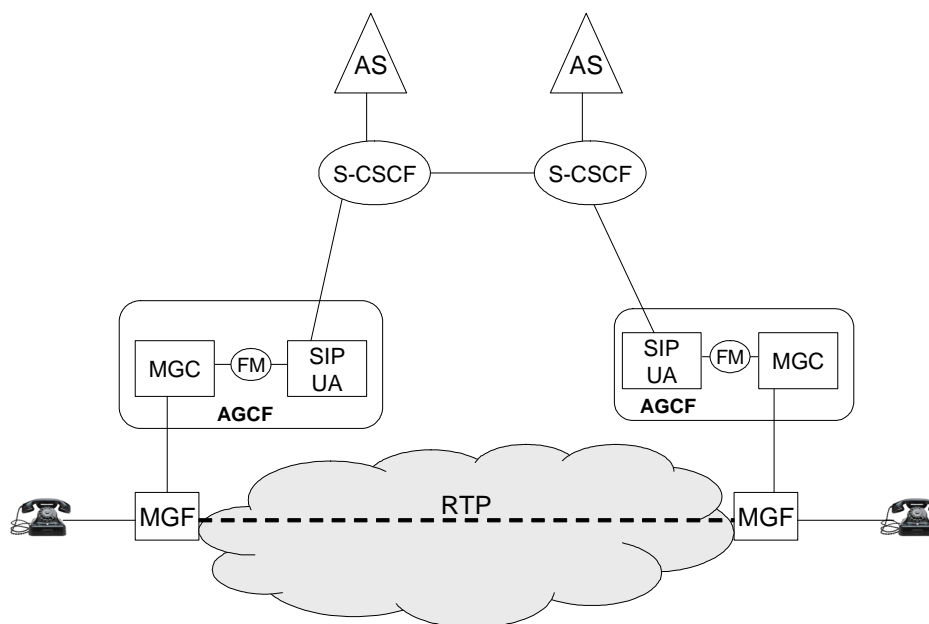 AS
AS
S-CSCF
S-CSCF
MGC
FM
SIP
UA
AGCF
SIP
UA
FM
MGC
AGCF
MGF
RTP
MGF